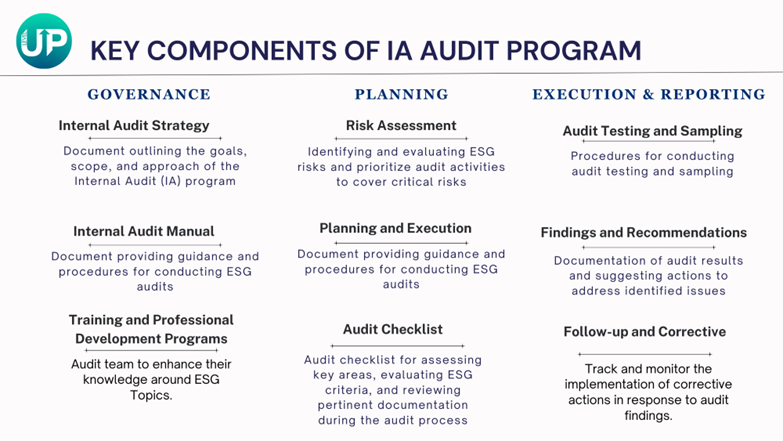 UP
KEY COMPONENTS OF IA AUDIT PROGRAM
GOVERNANCE
Internal Audit Strategy
Document outlining the goals,
scope, and approach of the
Internal Audit (IA) program
Internal Audit Manual
Document providing guidance and
procedures for conducting ESG
audits
Training and Professional
Development Programs
Audit team to enhance their
knowledge around ESG
Topics.
PLANNING
Risk Assessment
Identifying and evaluating ESG
risks and prioritize audit activities
to cover critical risks
Planning and Execution
Document providing guidance and
procedures for conducting ESG
audits
Audit Checklist
Audit checklist for assessing
key areas, evaluating ESG
criteria, and reviewing
pertinent documentation
during the audit process
EXECUTION & REPORTING
Audit Testing and Sampling
Procedures for conducting
audit testing and sampling
Findings and Recommendations
Documentation of audit results
and suggesting actions to
address identified issues
Follow-up and Corrective
Track and monitor the
implementation of corrective
actions in response to audit
findings.